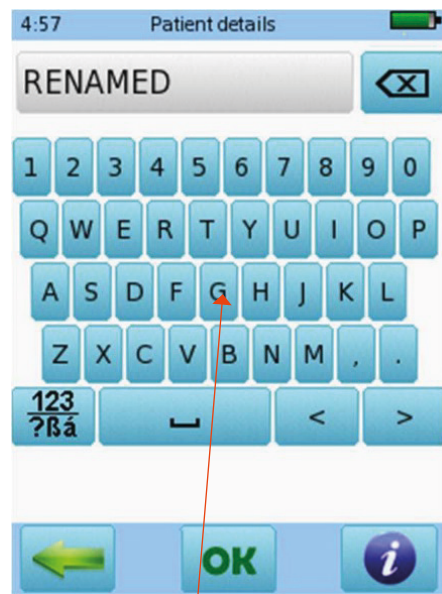 4:57 Patient details
RENAMED
1 2 3 4 5 6 7 8 9 0
Q W E R T Y U I O P
A S D F G H J K L
Z X C V B N M , .
123 < >
?ßá
OK i